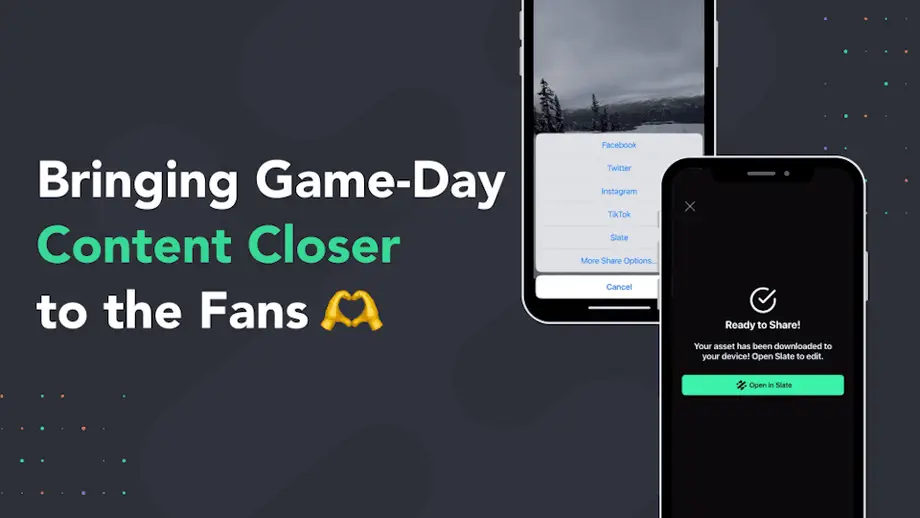 Bringing Game-Day
Content Closer
to the Fans
Facebook
Twitter
Instagram
TikTok
Slate
More Share Options...
Cancel
Ready to Share!
Your asset has been downloaded to
your device! Open Slate to edit.
Open in Slate